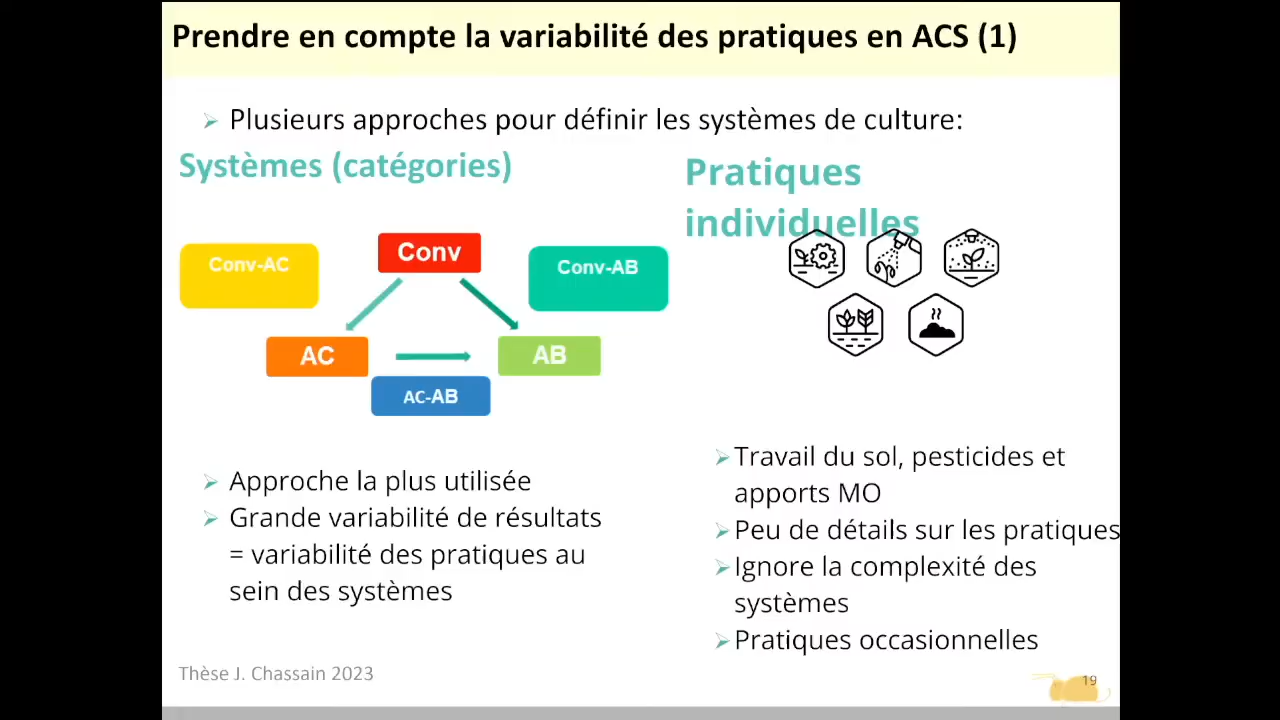 Prendre en compte la variabilité des pratiques en ACS (1)
Plusieurs approches pour définir les systèmes de culture:
Systèmes (catégories)
Conv-AC
Conv
Conv-AB
AC
AB
AC-AB
Approche la plus utilisée
Grande variabilité de résultats
= variabilité des pratiques au
sein des systèmes
Pratiques
individuelles
Travail du sol, pesticides et
apports MO
Peu de détails sur les pratiques
Ignore la complexité des
systèmes
Pratiques occasionnelles
Thèse J. Chassain 2023
19